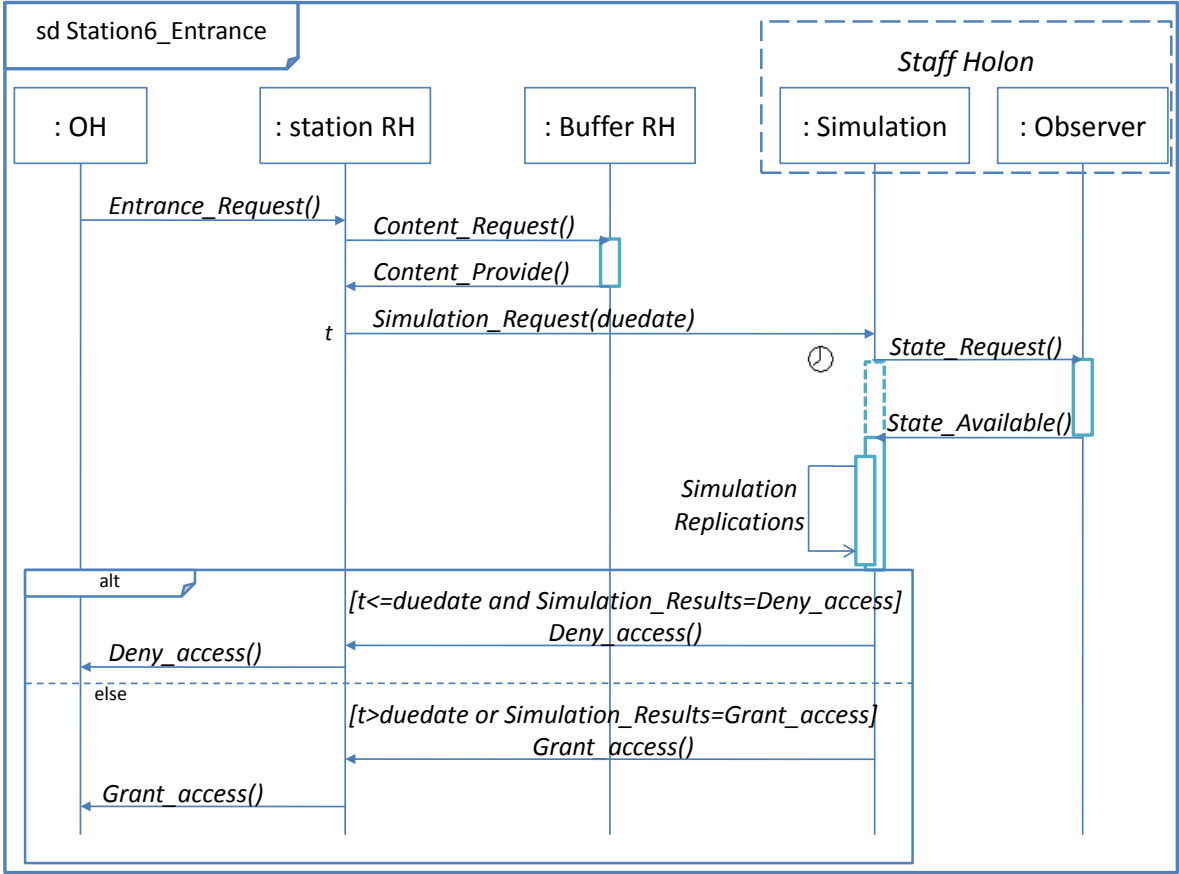 sd Station6_Entrance
Staff Holon
: OH
: station RH
: Buffer RH
: Simulation
: Observer
Entrance_Request()
Content_Request()
Content_Provide()
t
Simulation_Request(duedate)
State_Request()
State_Available()
Simulation
Replications
alt
[t<=duedate and Simulation_Results=Deny_access]
Deny_access()
Deny_access()
else
[t>duedate or Simulation_Results=Grant_access]
Grant_access()
Grant_access()